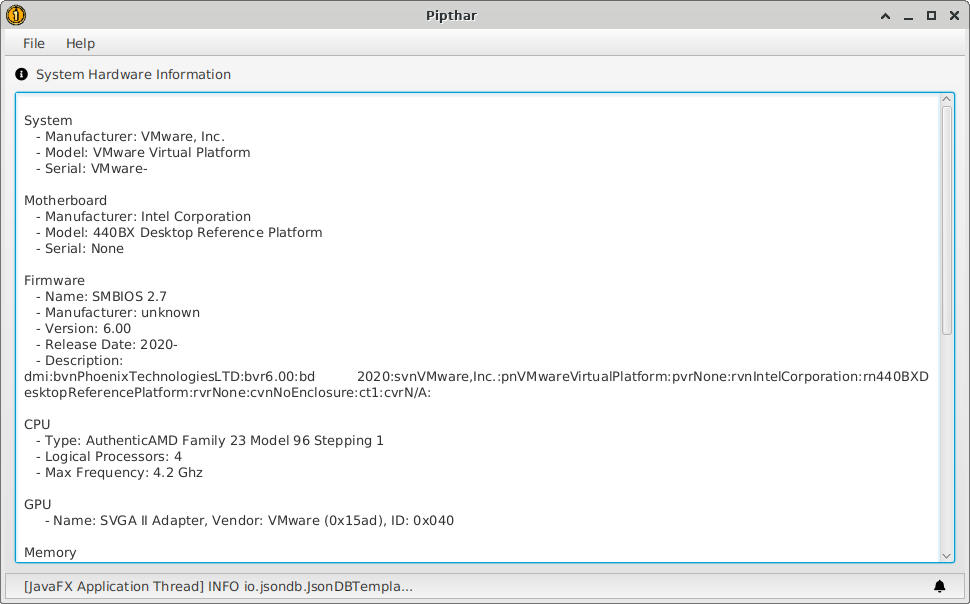 Pipthar
File Help
System Hardware Information
System
- Manufacturer: VMware, Inc.
- Model: VMware Virtual Platform
- Serial: VMware-
Motherboard
- Manufacturer: Intel Corporation
- Model: 440BX Desktop Reference Platform
- Serial: None
Firmware
- Name: SMBIOS 2.7
- Manufacturer: unknown
- Version: 6.00
- Release Date: 2020-
- Description:
dmi:bvnPhoenixTechnologiesLTD:bvr6.00:bd 2020:svnVMware,Inc.:pnVMwareVirtualPlatform:pvrNone:rvnIntelCorporation:rn440BXD
esktopReferencePlatform:rvrNone:cvnNoEnclosure:ct1:cvrN/A:
CPU
- Type: AuthenticAMD Family 23 Model 96 Stepping 1
- Logical Processors: 4
- Max Frequency: 4.2 Ghz
GPU
- Name: SVGA II Adapter, Vendor: VMware (0x15ad), ID: 0x040
Memory
[JavaFX Application Thread] INFO io.jsondb.JsonDBTempla...